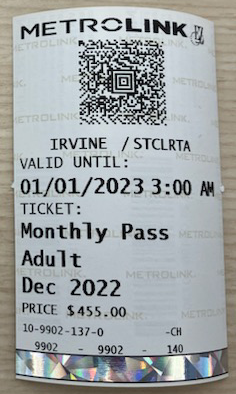 METROLINK
IRVINE /STCLRTA
VALID UNTIL:
01/01/2023 3:00 AM
TICKET:
Monthly Pass
Adult
Dec 2022
PRICE $455.00
10-9902-137-0 -CH
9902 - 9902 - 140